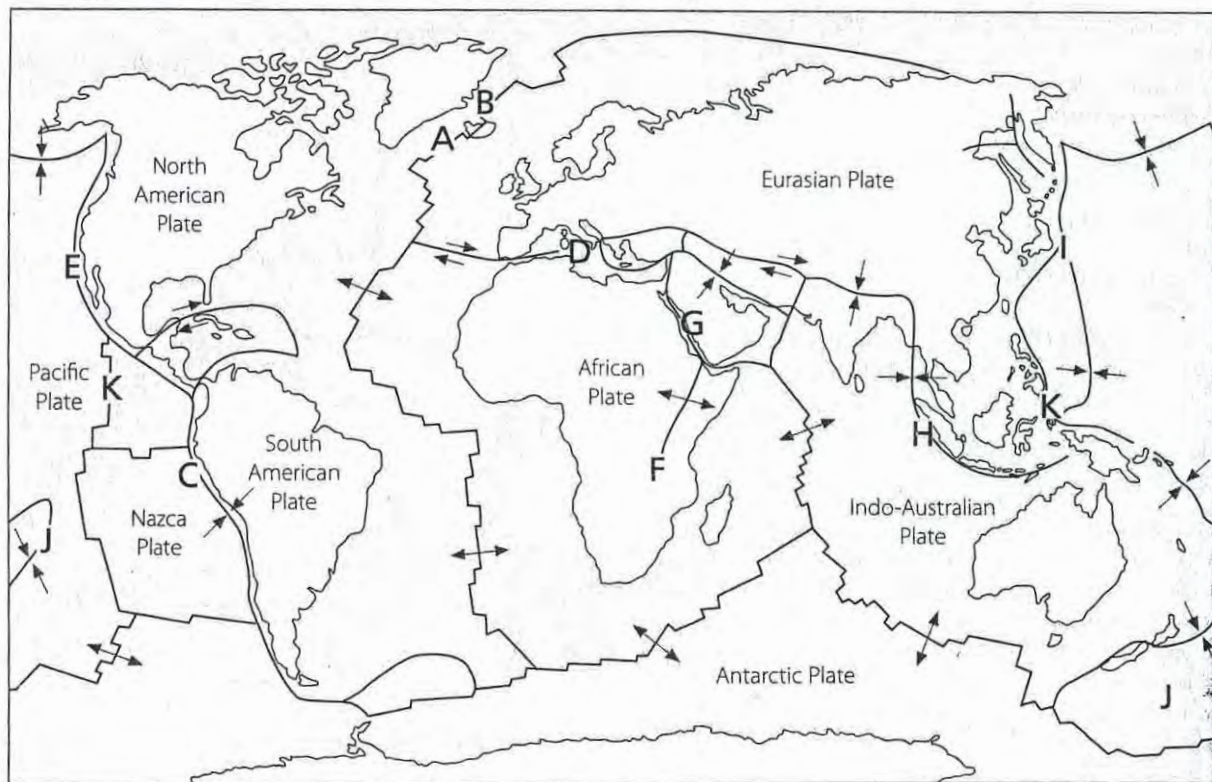 B
A
North
American
Plate
Eurasian Plate
E
D
I
G
Pacific
Plate
K
African
Plate
K
H
F
South
American
Plate
C
Nazca
Plate
Indo-Australian
Plate
J
Antarctic Plate
J